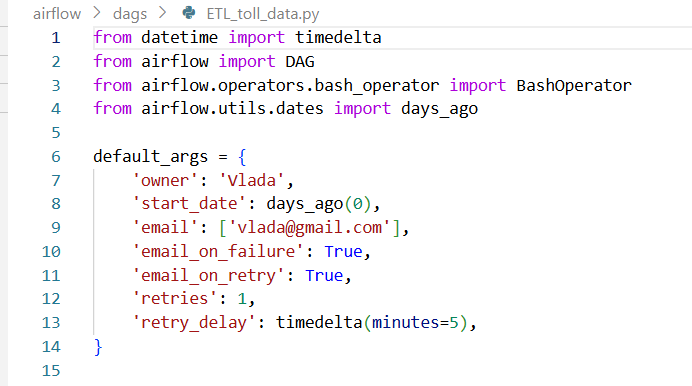 airflow > dags > ETL_toll_data.py
1 from datetime import timedelta
2 from airflow import DAG
3 from airflow.operators.bash_operator import BashOperator
4 from airflow.utils.dates import days_ago
5
6 default_args = {
7     'owner': 'Vlada',
8     'start_date': days_ago(0),
9     'email': ['vlada@gmail.com'],
10     'email_on_failure': True,
11     'email_on_retry': True,
12     'retries': 1,
13     'retry_delay': timedelta(minutes=5),
14 }
15